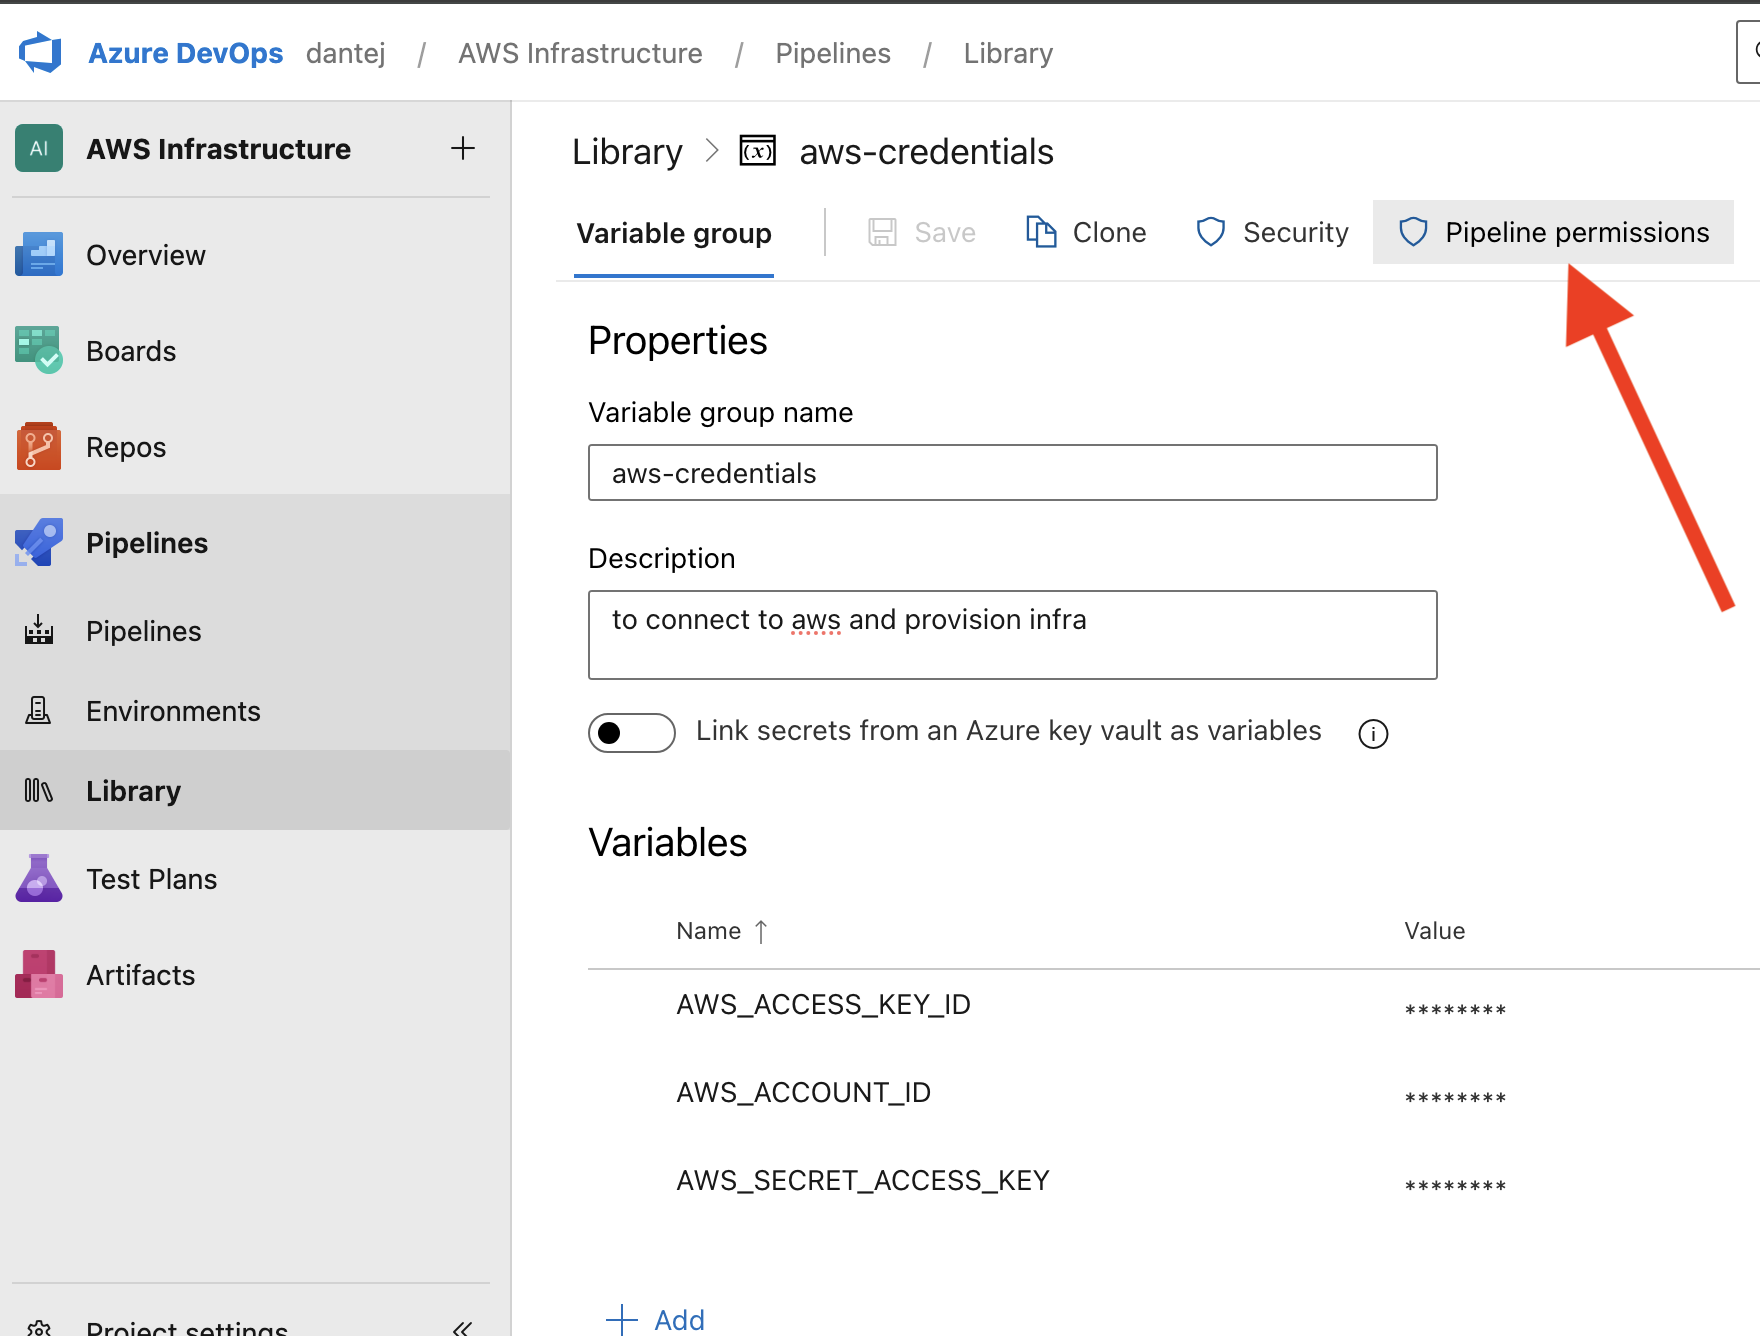 Azure DevOps dantej / AWS Infrastructure / Pipelines / Library
AI AWS Infrastructure
Overview
Boards
Repos
Pipelines
Pipelines
Environments
Library
Test Plans
Artifacts
Project settings
Library > (x) aws-credentials
Variable group Save Clone Security Pipeline permissions
Properties
Variable group name
aws-credentials
Description
to connect to aws and provision infra
Link secrets from an Azure key vault as variables
Variables
Name ↑ Value
AWS_ACCESS_KEY_ID ********
AWS_ACCOUNT_ID ********
AWS_SECRET_ACCESS_KEY ********
+ Add